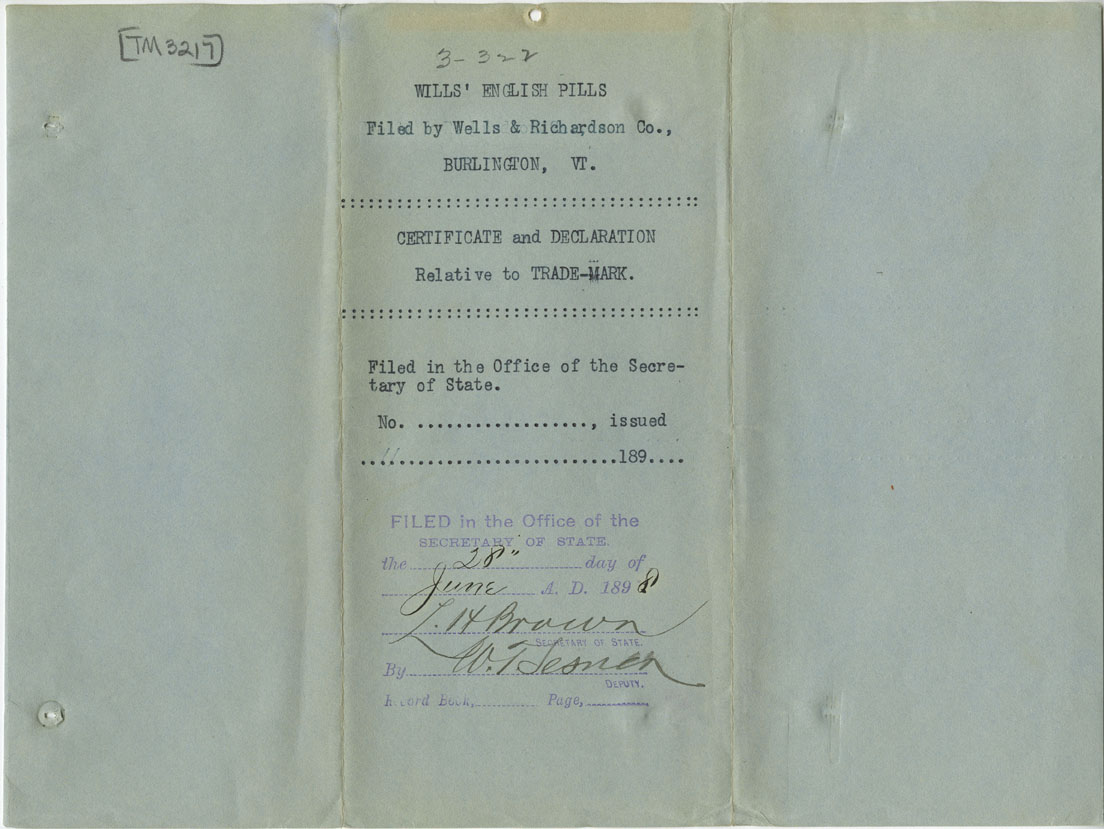 [TM 3217]
3-322
WILLS' ENGLISH PILLS
Filed by Wells & Richardson Co.,
BURLINGTON, VT.
::::::::::::::::::::::::::::::::::::::
CERTIFICATE and DECLARATION
Relative to TRADE-MARK.
::::::::::::::::::::::::::::::::::::::
Filed in the Office of the Secre-
tary of State.
No. .................., issued
...........................189....
FILED in the Office of the
SECRETARY OF STATE.
the 28" day of
June A. D. 1898
T. H Brown
SECRETARY OF STATE.
By W. T.
DEPUTY.
Record Book, Page,